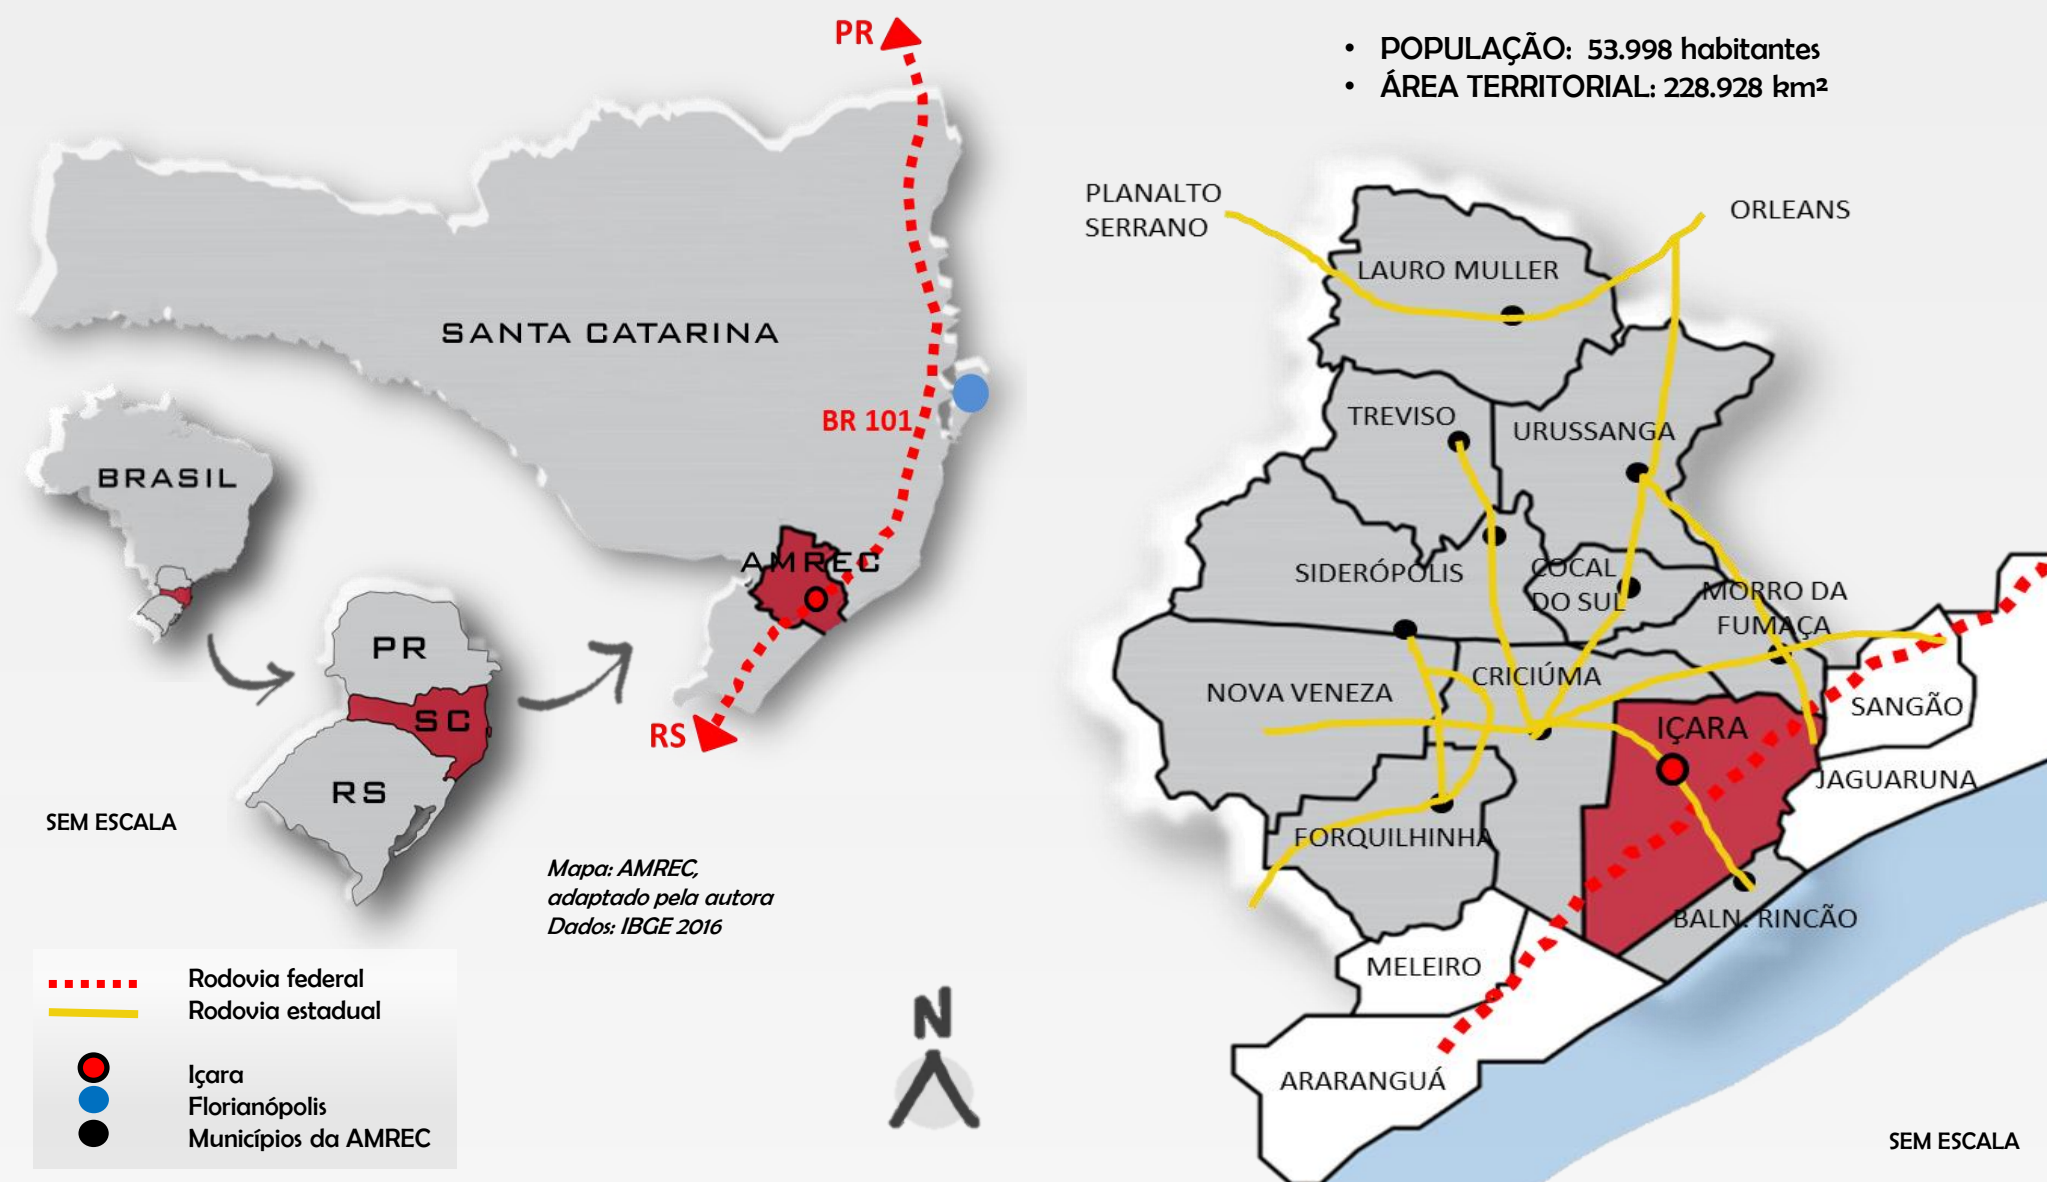 PR
SANTA CATARINA
BR 101
BRASIL
AMREC
PR
SC
RS
RS
SEM ESCALA
Mapa: AMREC,
adaptado pela autora
Dados: IBGE 2016
Rodovia federal
Rodovia estadual
Içara
Florianópolis
Municípios da AMREC
N
• POPULAÇÃO: 53.998 habitantes
• ÁREA TERRITORIAL: 228.928 km²
PLANALTO
SERRANO
ORLEANS
LAURO MULLER
TREVISO
URUSSANGA
SIDERÓPOLIS
COCAL
DO SUL
MORRO DA
FUMAÇA
NOVA VENEZA
CRICIÚMA
IÇARA
SANGÃO
JAGUARUNA
FORQUILHINHA
BALN. RINCÃO
MELEIRO
ARARANGUÁ
SEM ESCALA